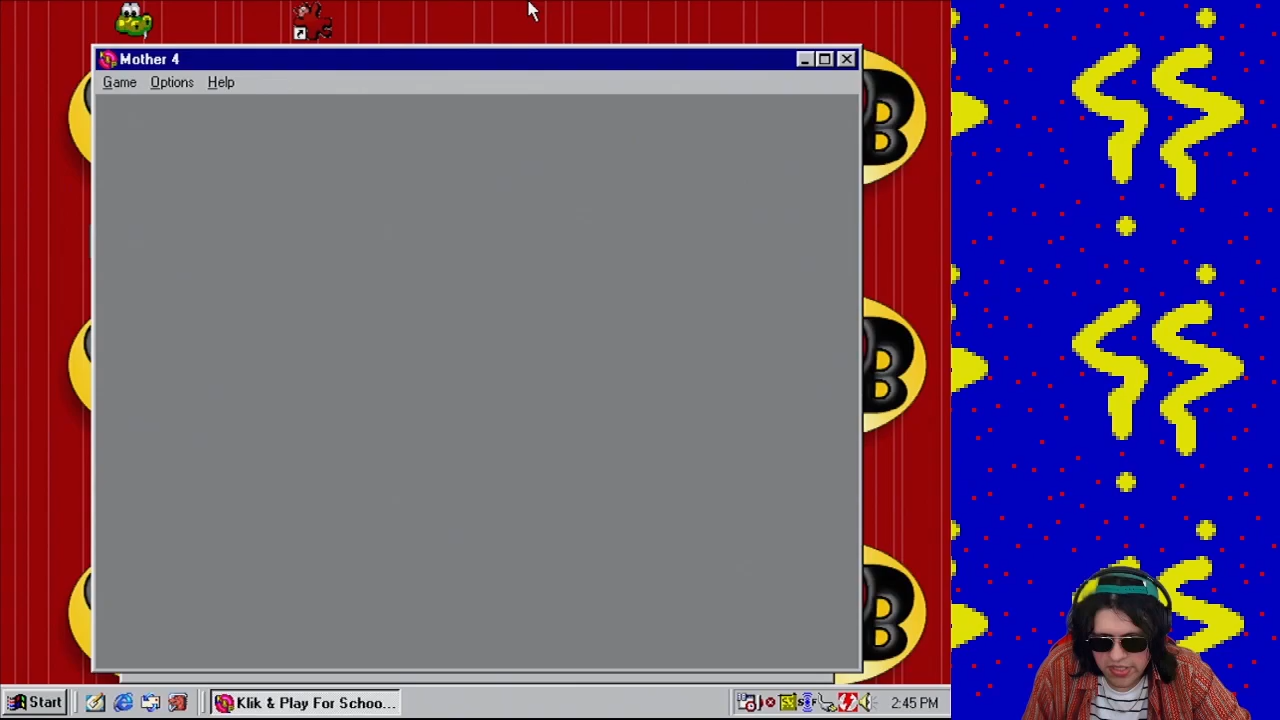 Mother 4
Game Options Help
B
B
B
Start
Klik & Play For Schoo...
2:45 PM